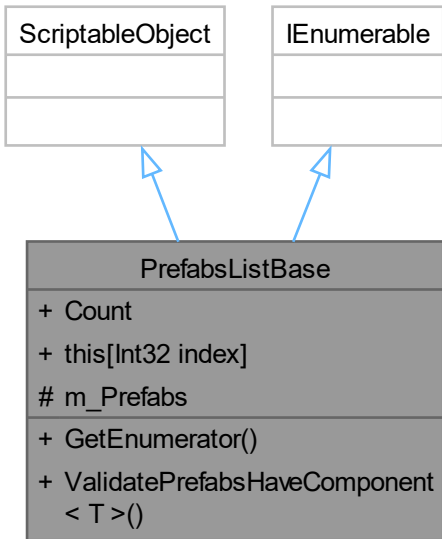 ScriptableObject
IEnumerable
PrefabsListBase
+ Count
+ this[Int32 index]
# m_Prefabs
+ GetEnumerator()
+ ValidatePrefabsHaveComponent
< T >()